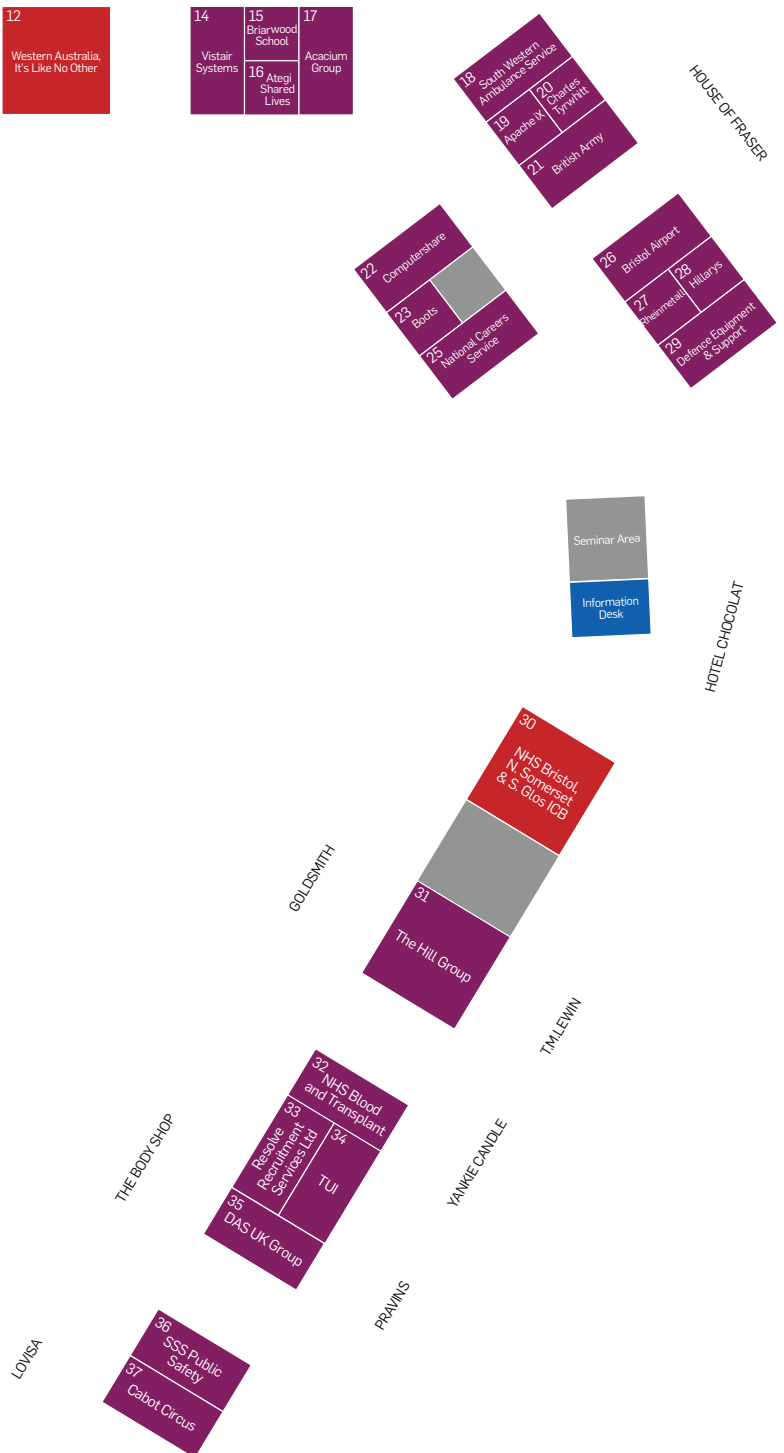 12
Western Australia,
It's Like No Other
14
Vistair
Systems
15
Briarwood
School
16
Ategi
Shared
Lives
17
Acacium
Group
18
South Western
Ambulance Service
19
Apache iX
20
Charles
Tyrwhitt
21
British Army
HOUSE OF FRASER
22
Computershare
23
Boots
25
National Careers
Service
26
Bristol Airport
27
Rheinmetall
28
Hillarys
29
Defence Equipment
& Support
Seminar Area
Information
Desk
HOTEL CHOCOLAT
30
NHS Bristol,
N. Somerset
& S. Glos ICB
GOLDSMITH
31
The Hill Group
T.M.LEWIN
32
NHS Blood
and Transplant
33
Resolve
Recruitment
Services Ltd
34
TUI
35
DAS UK Group
THE BODY SHOP
YANKIE CANDLE
PRAVINS
LOVISA
36
SSS Public
Safety
37
Cabot Circus